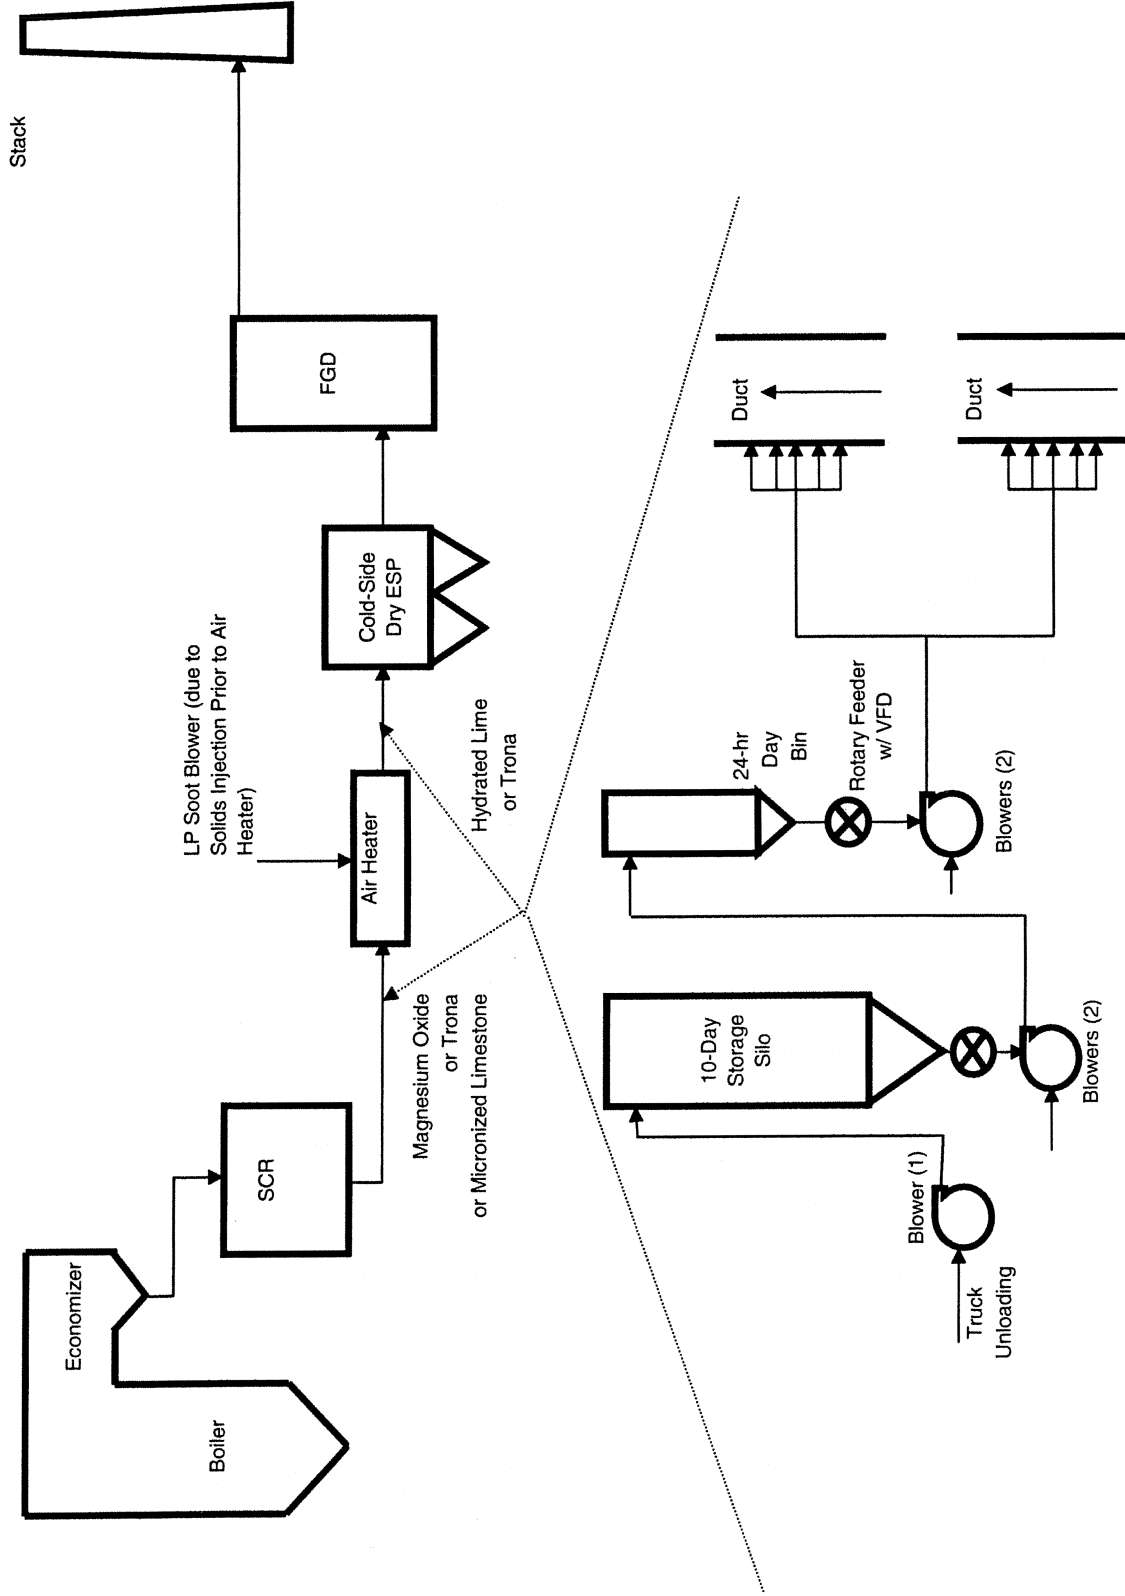 Stack
LP Soot Blower (due to
Solids Injection Prior to Air
Heater)
Economizer
Boiler
SCR
Air Heater
Cold-Side
Dry ESP
FGD
Magnesium Oxide
or Trona
or Micronized Limestone
Hydrated Lime
or Trona
Truck
Unloading
Blower (1)
10-Day
Storage
Silo
Blowers (2)
24-hr
Day
Bin
Rotary Feeder
w/ VFD
Blowers (2)
Duct
Duct